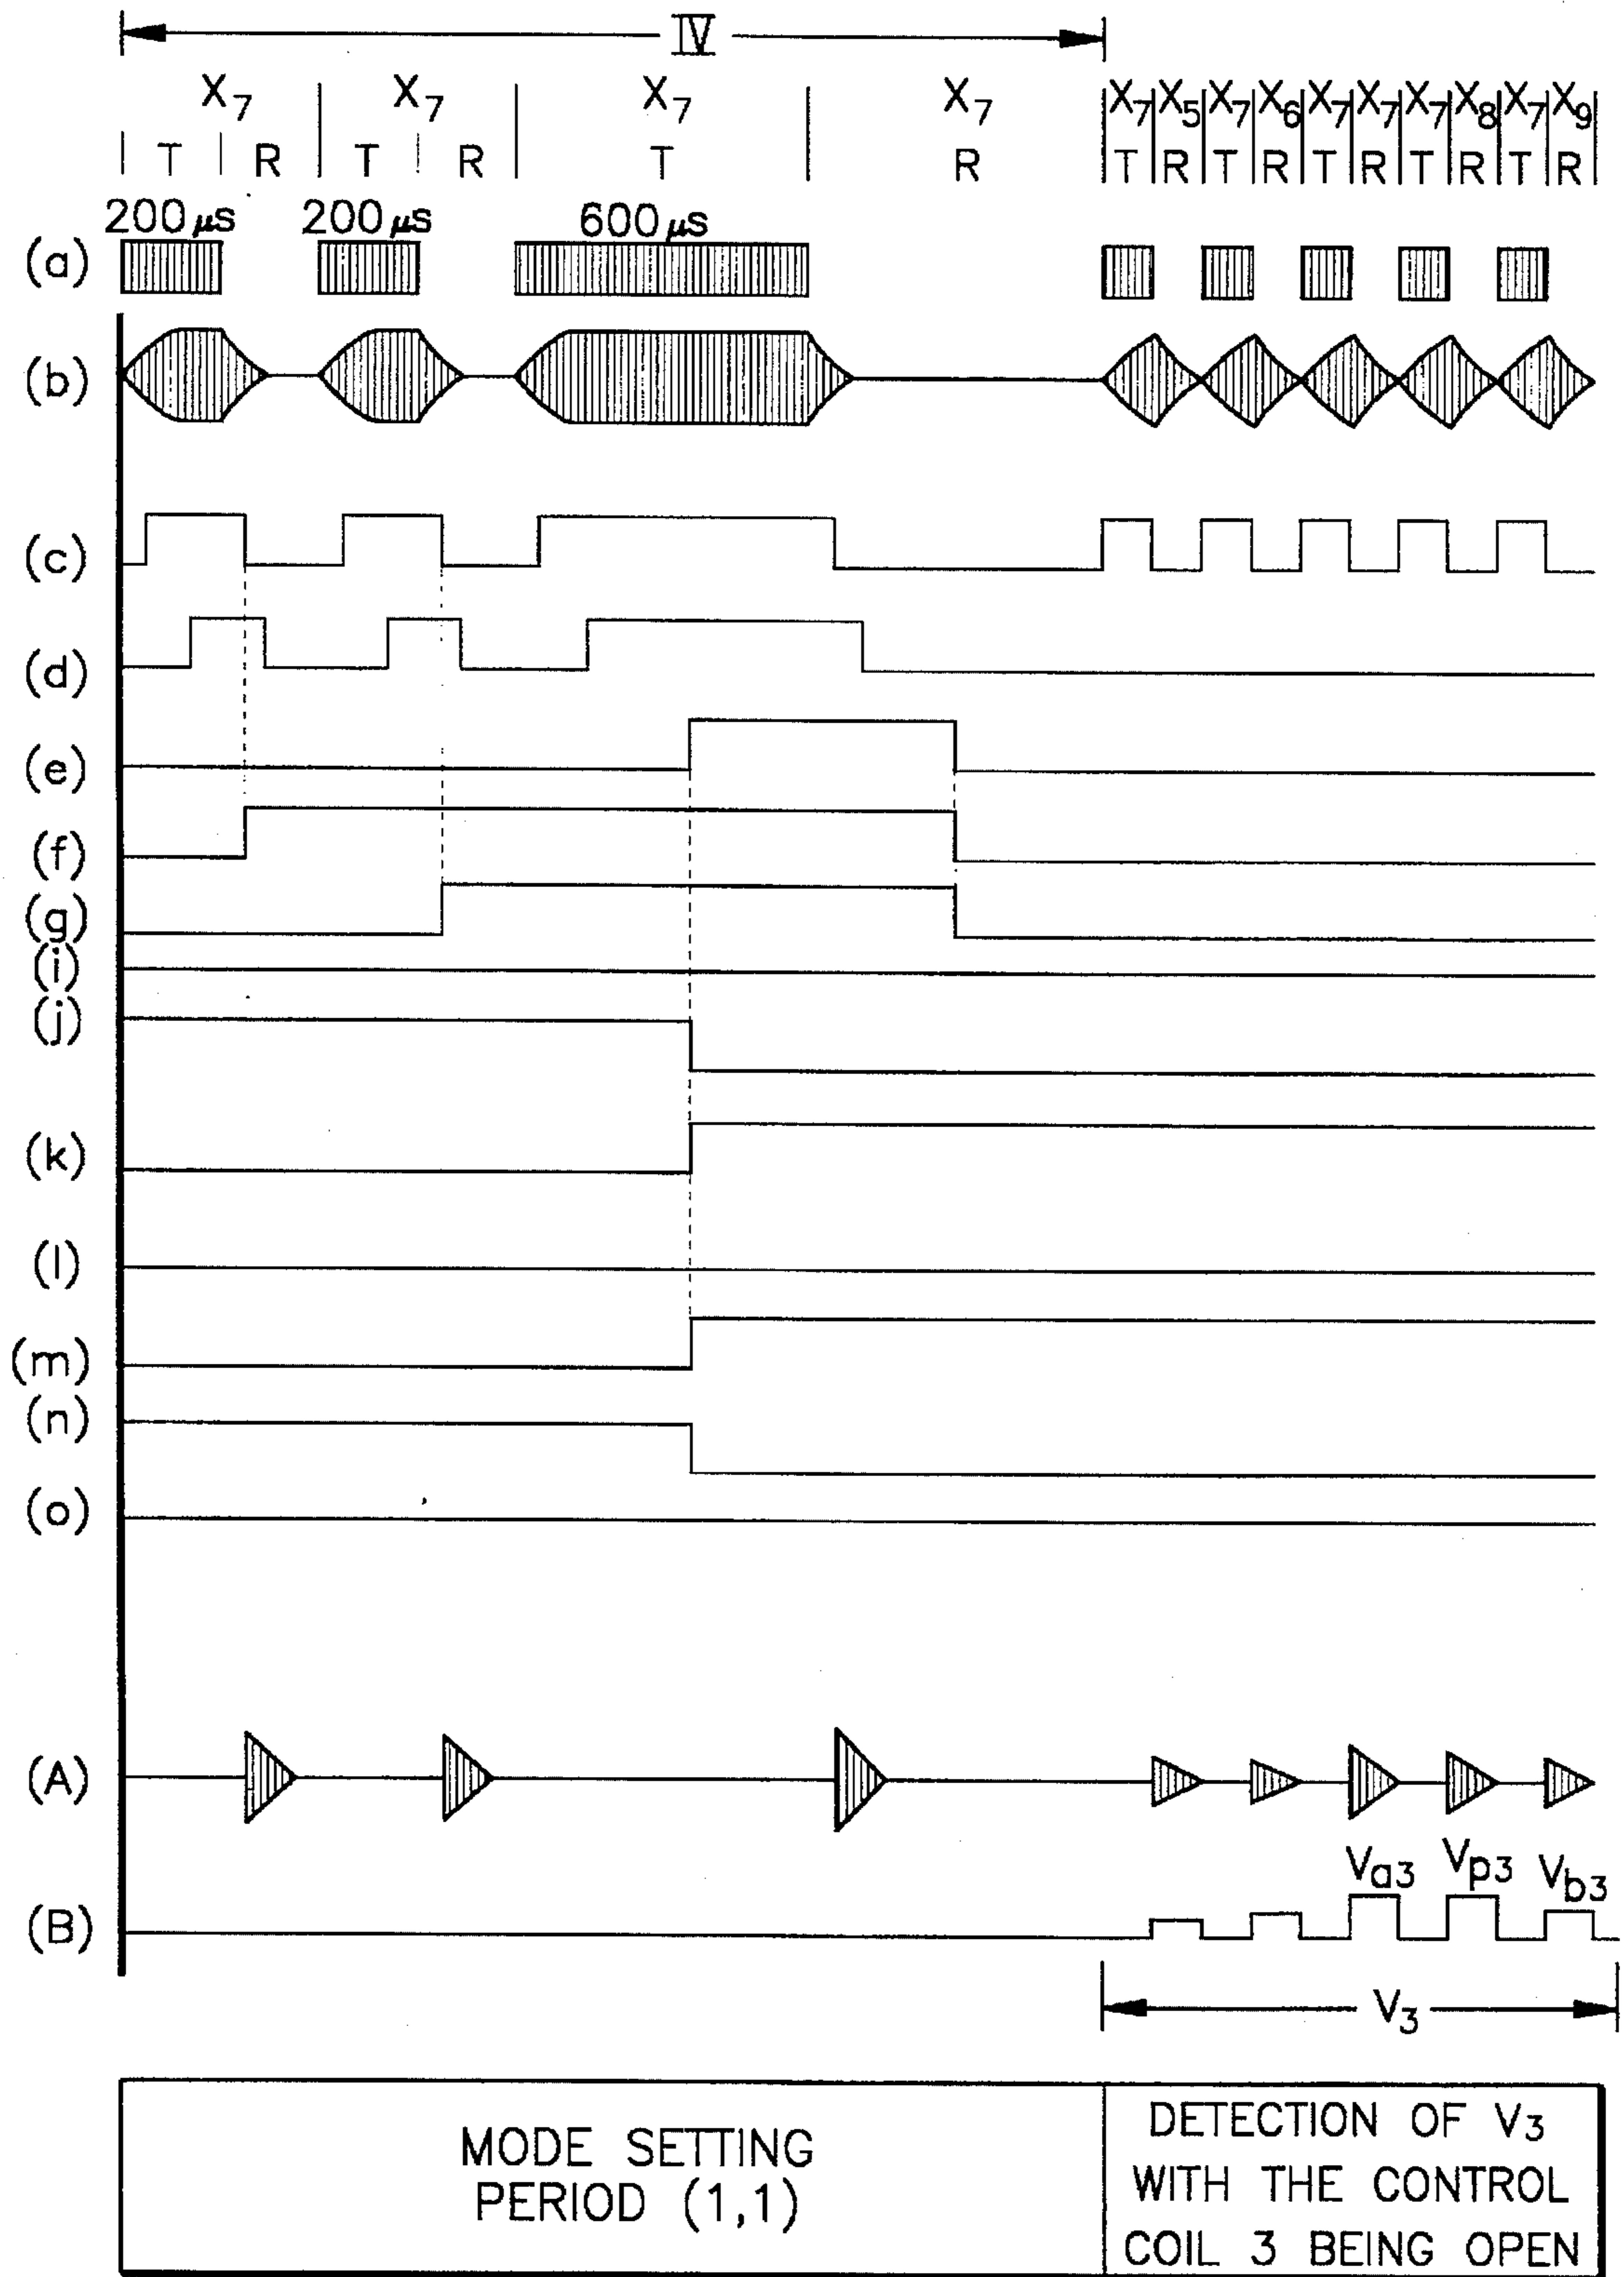 IV
X7 X7 X7 X7 X7 X5 X7 X6 X7 X7 X7 X8 X7 X9
T R T R T R T R T R T R T R T R
200µs 200µs 600µs
(a)
(b)
(c)
(d)
(e)
(f)
(g)
(i)
(j)
(k)
(l)
(m)
(n)
(o)
(A)
Va3 Vp3 Vb3
(B)
V3
MODE SETTING
PERIOD (1,1)
DETECTION OF V3
WITH THE CONTROL
COIL 3 BEING OPEN